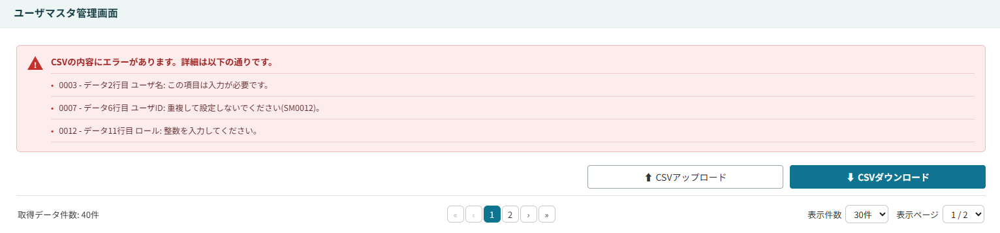 ユーザマスタ管理画面
CSVの内容にエラーがあります。詳細は以下の通りです。
• 0003 - データ2行目 ユーザ名: この項目は入力が必要です。
• 0007 - データ6行目 ユーザID: 重複して設定しないでください(SM0012)。
• 0012 - データ11行目 ロール: 整数を入力してください。
⬆ CSVアップロード ⬇ CSVダウンロード
取得データ件数: 40件 « ‹ 1 2 › » 表示件数 30件 表示ページ 1 / 2